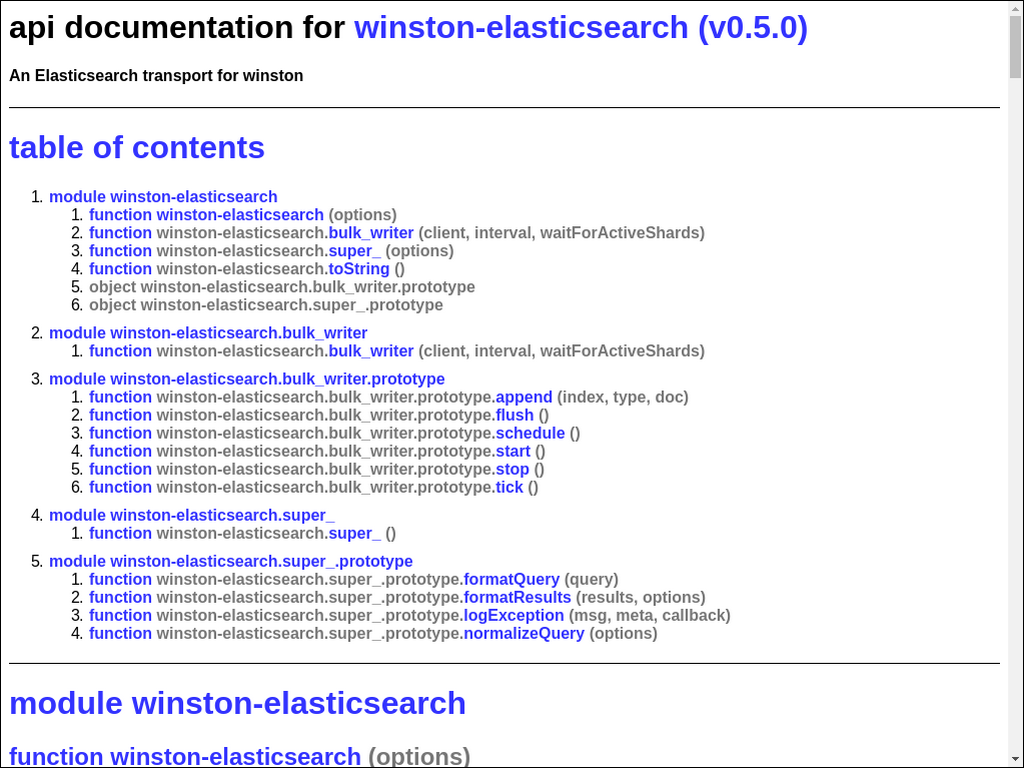 api documentation for winston-elasticsearch (v0.5.0)
An Elasticsearch transport for winston
table of contents
1. module winston-elasticsearch
1. function winston-elasticsearch (options)
2. function winston-elasticsearch.bulk_writer (client, interval, waitForActiveShards)
3. function winston-elasticsearch.super_ (options)
4. function winston-elasticsearch.toString ()
5. object winston-elasticsearch.bulk_writer.prototype
6. object winston-elasticsearch.super_.prototype
2. module winston-elasticsearch.bulk_writer
1. function winston-elasticsearch.bulk_writer (client, interval, waitForActiveShards)
3. module winston-elasticsearch.bulk_writer.prototype
1. function winston-elasticsearch.bulk_writer.prototype.append (index, type, doc)
2. function winston-elasticsearch.bulk_writer.prototype.flush ()
3. function winston-elasticsearch.bulk_writer.prototype.schedule ()
4. function winston-elasticsearch.bulk_writer.prototype.start ()
5. function winston-elasticsearch.bulk_writer.prototype.stop ()
6. function winston-elasticsearch.bulk_writer.prototype.tick ()
4. module winston-elasticsearch.super_
1. function winston-elasticsearch.super_ ()
5. module winston-elasticsearch.super_.prototype
1. function winston-elasticsearch.super_.prototype.formatQuery (query)
2. function winston-elasticsearch.super_.prototype.formatResults (results, options)
3. function winston-elasticsearch.super_.prototype.logException (msg, meta, callback)
4. function winston-elasticsearch.super_.prototype.normalizeQuery (options)
module winston-elasticsearch
function winston-elasticsearch (options)